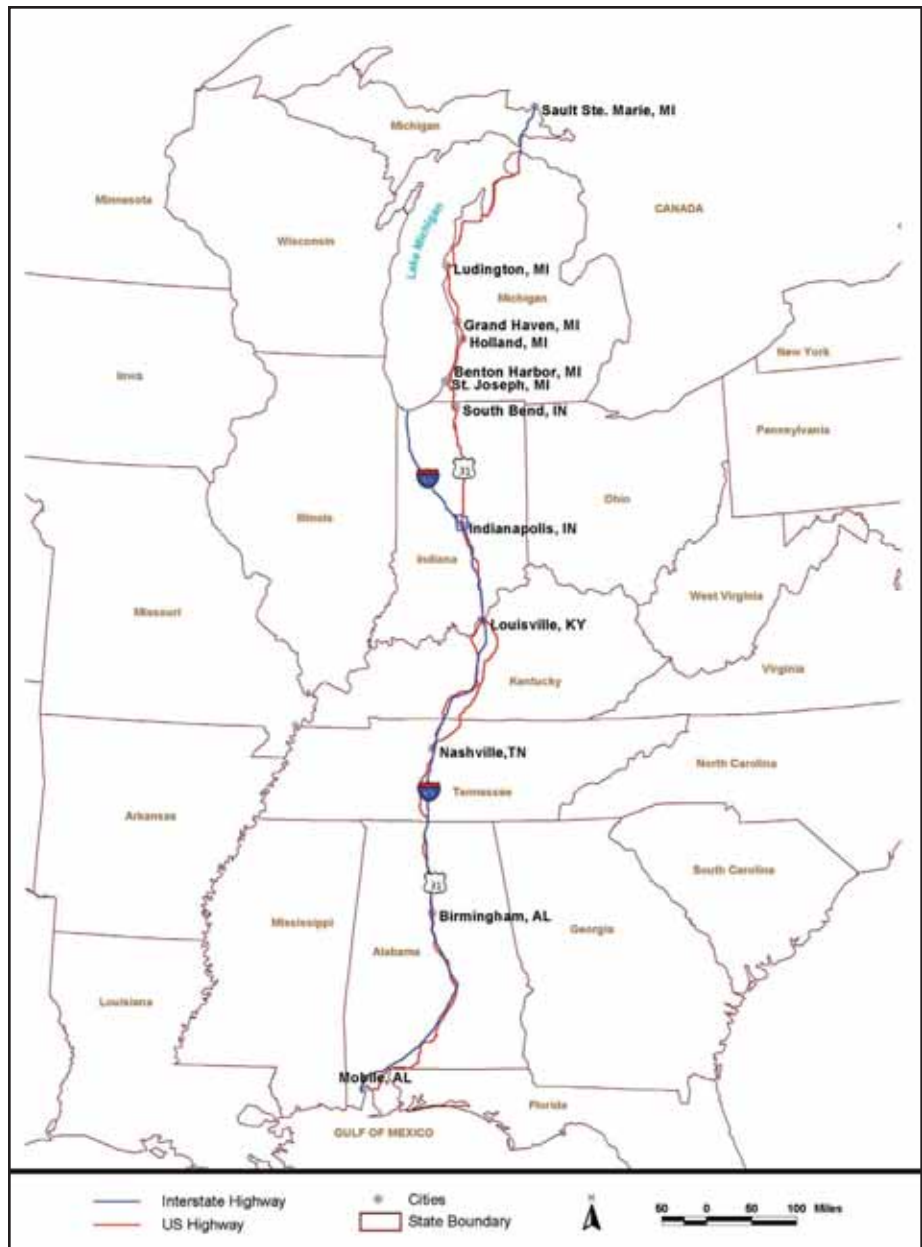 Sault Ste. Marie, MI
Michigan
Minnesota
CANADA
Wisconsin
Lake Michigan
Ludington, MI
Michigan
Grand Haven, MI
Holland, MI
New York
Benton Harbor, MI
Iowa
St. Joseph, MI
South Bend, IN
Pennsylvania
31
65
Ohio
Illinois
Indianapolis, IN
Indiana
West Virginia
Missouri
Louisville, KY
Virginia
Kentucky
Nashville,TN
North Carolina
65
Tennessee
Arkansas
South Carolina
31
Birmingham, AL
Mississippi
Georgia
Alabama
Louisiana
Mobile, AL
Florida
GULF OF MEXICO
Interstate Highway
US Highway
Cities
State Boundary
N
50 0 50 100 Miles